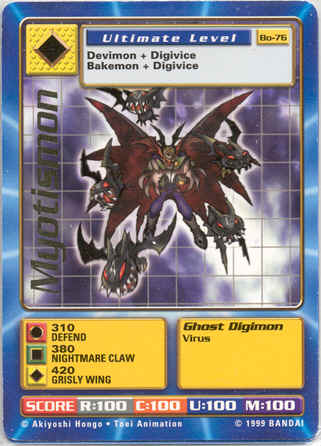 Ultimate Level
Bo-76
Devimon + Digivice
Bakemon + Digivice
Myotismon
310
DEFEND
380
NIGHTMARE CLAW
420
GRISLY WING
Ghost Digimon
Virus
SCORE R:100 C:100 U:100 M:100
© Akiyoshi Hongo • Toei Animation
© 1999 BANDAI